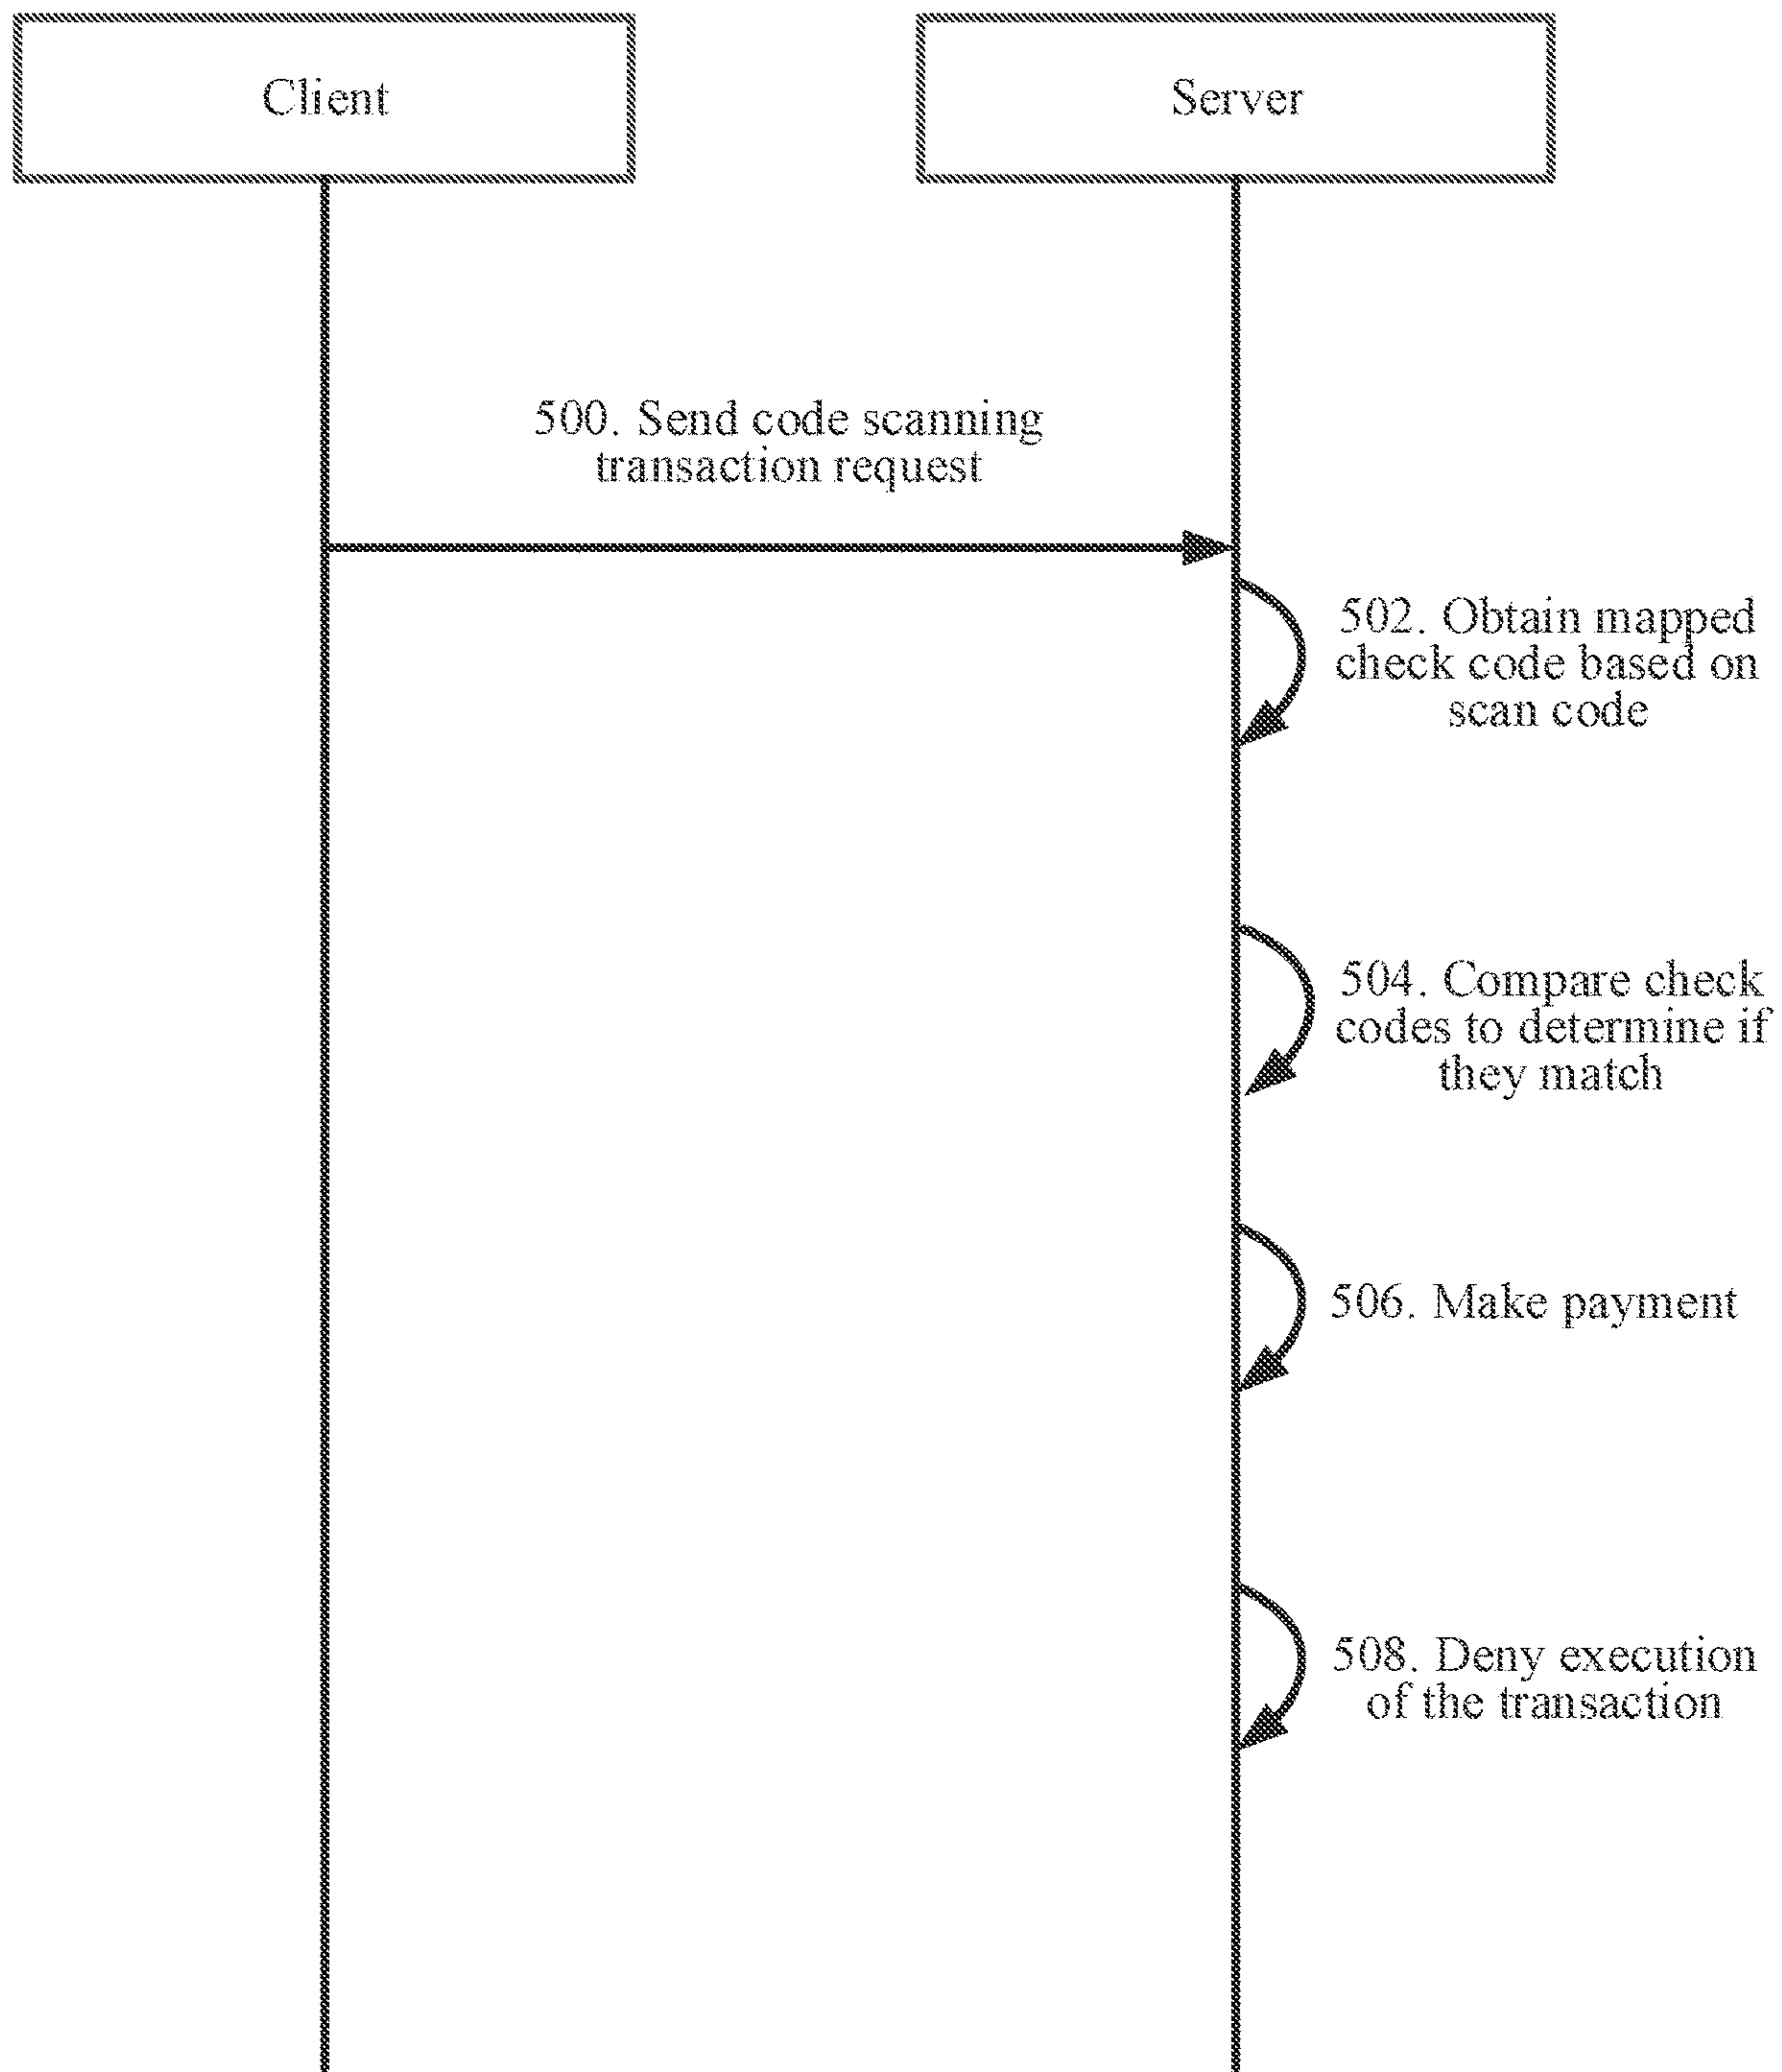 Client
Server
500. Send code scanning
transaction request
502. Obtain mapped
check code based on
scan code
504. Compare check
codes to determine if
they match
506. Make payment
508. Deny execution
of the transaction